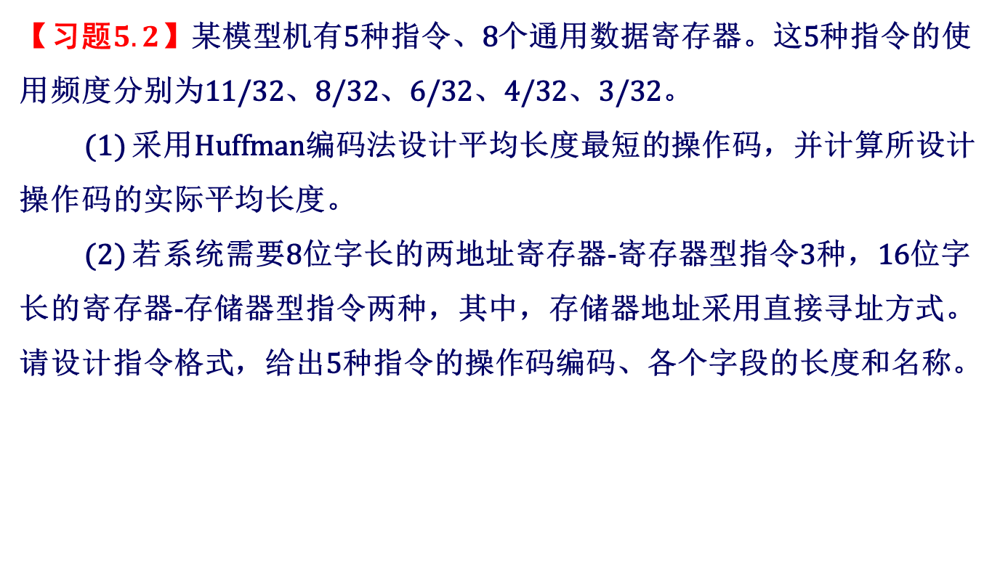 【习题5.2】某模型机有5种指令、8个通用数据寄存器。这5种指令的使
用频度分别为11/32、8/32、6/32、4/32、3/32。
(1) 采用Huffman编码法设计平均长度最短的操作码，并计算所设计
操作码的实际平均长度。
(2) 若系统需要8位字长的两地址寄存器-寄存器型指令3种，16位字
长的寄存器-存储器型指令两种，其中，存储器地址采用直接寻址方式。
请设计指令格式，给出5种指令的操作码编码、各个字段的长度和名称。